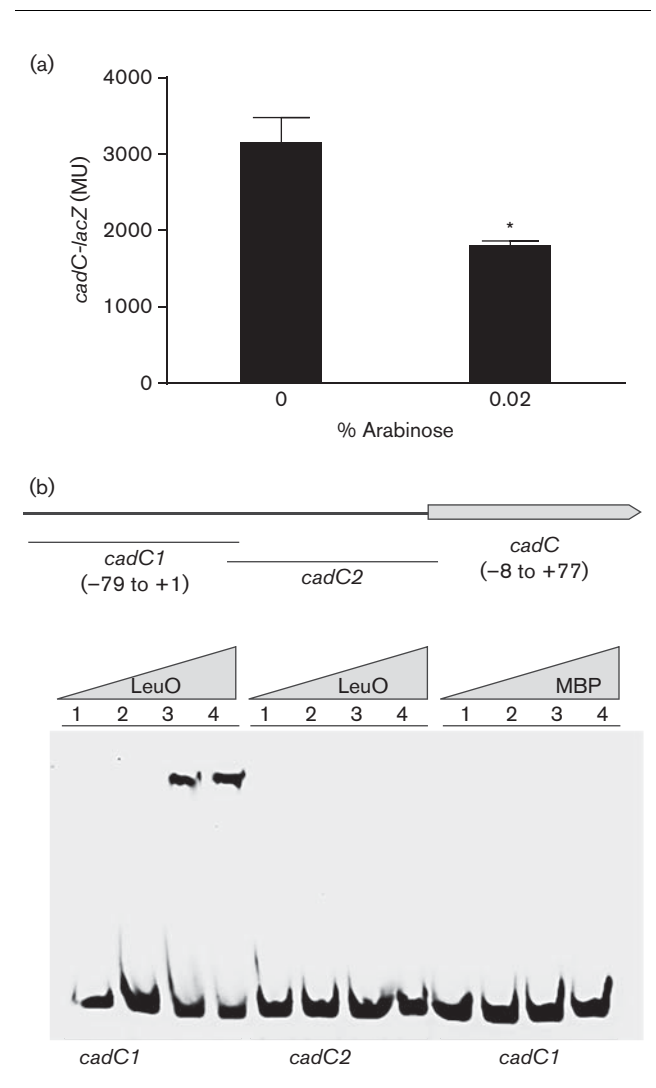 (a)
4000
3000
2000
1000
0
cadC-lacZ (MU)
*
0 0.02
% Arabinose
(b)
cadC1
(−79 to +1)
cadC2
cadC
(−8 to +77)
LeuO LeuO MBP
1 2 3 4 1 2 3 4 1 2 3 4
cadC1 cadC2 cadC1